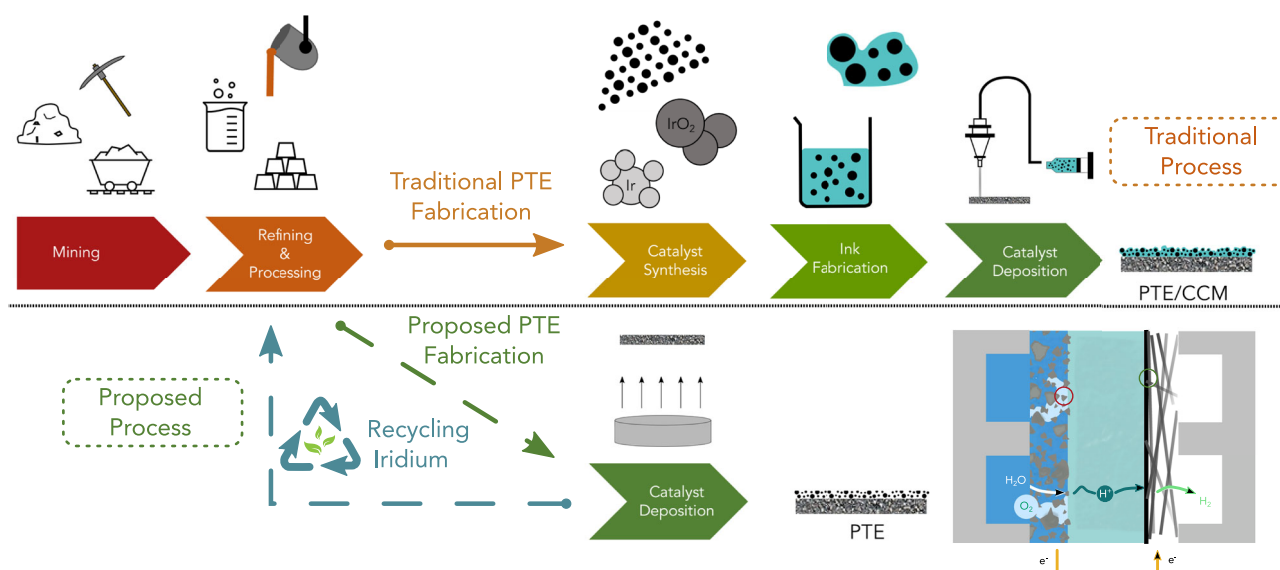 IrO2
Ir
Traditional
Process
Traditional PTE
Fabrication
Mining
Refining
&
Processing
Catalyst
Synthesis
Ink
Fabrication
Catalyst
Deposition
PTE/CCM
Proposed PTE
Fabrication
Proposed
Process
Recycling
Iridium
Catalyst
Deposition
PTE
H2O
O2
H+
H2
e-
e-